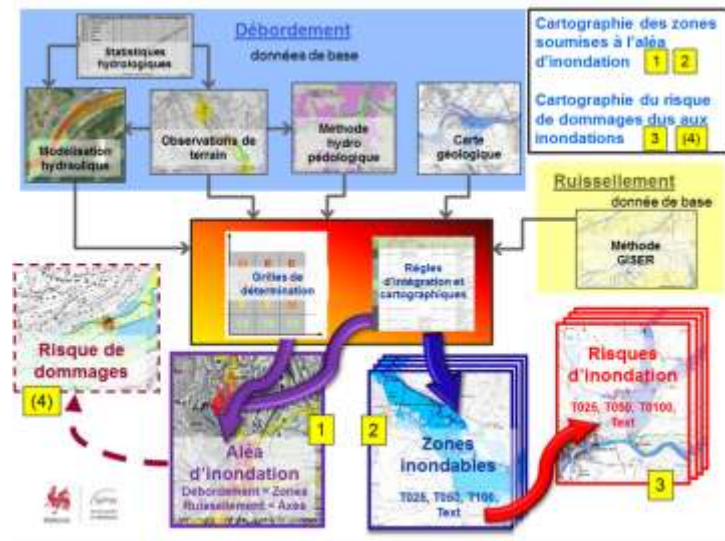 Débordement
données de base
Statistiques
hydrologiques
Modélisation
hydraulique
Observations de
terrain
Méthode
hydro
pédologique
Carte
géologique
Cartographie des zones
soumises à l'aléa
d'inondation 1 2
Cartographie du risque
de dommages dus aux
inondations 3 (4)
Ruissellement
donnée de base
Méthode
GISER
Grilles de
détermination
Règles
d'intégration et
cartographiques
Risque de
dommages
(4)
1
Aléa
d'inondation
Débordement = Zones
Ruissellement = Axes
2
Zones
inondables
T025, T050, T100,
Text
Risques
d'inondation
T025, T050, T0100,
Text
3